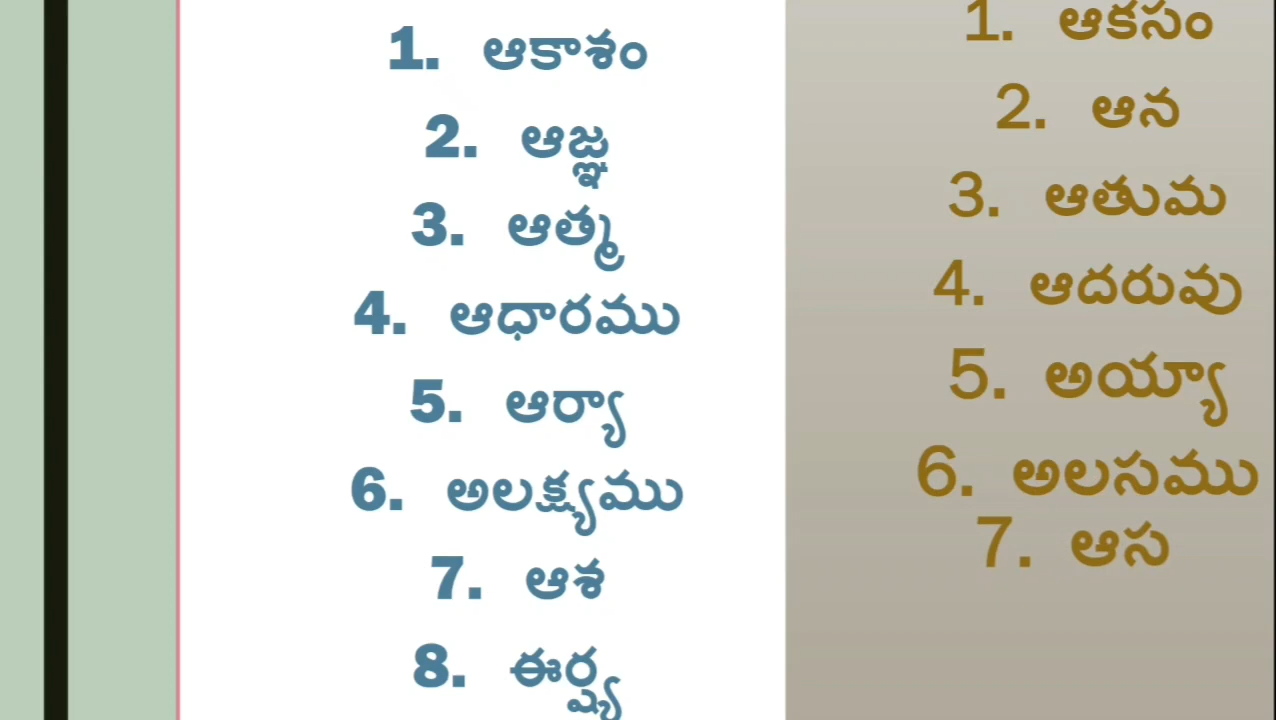 1. ఆకాశం
2. ఆజ్ఞ
3. ఆత్మ
4. ఆధారము
5. ఆర్యా
6. అలక్ష్యము
7. ఆశ
8. ఈర్ష్య
1. ఆకసం
2. ఆన
3. ఆతుమ
4. ఆదరువు
5. అయ్యా
6. అలసము
7. ఆస